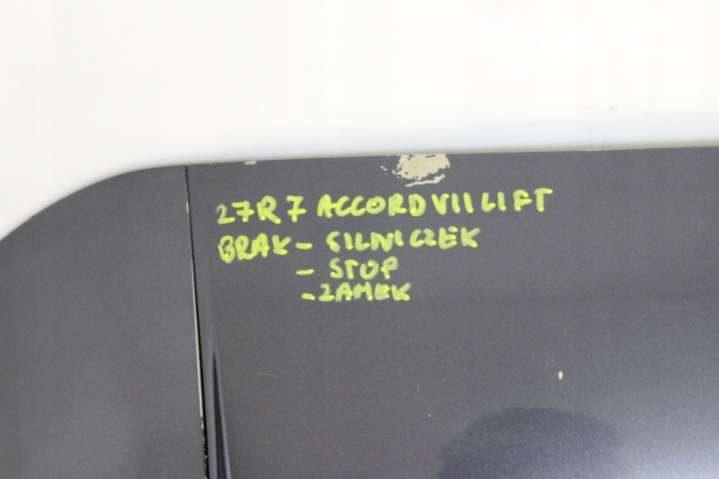 27R7 ACCORD VII LIFT
BRAK - SILNICZEK
- STOP
- ZAMEK